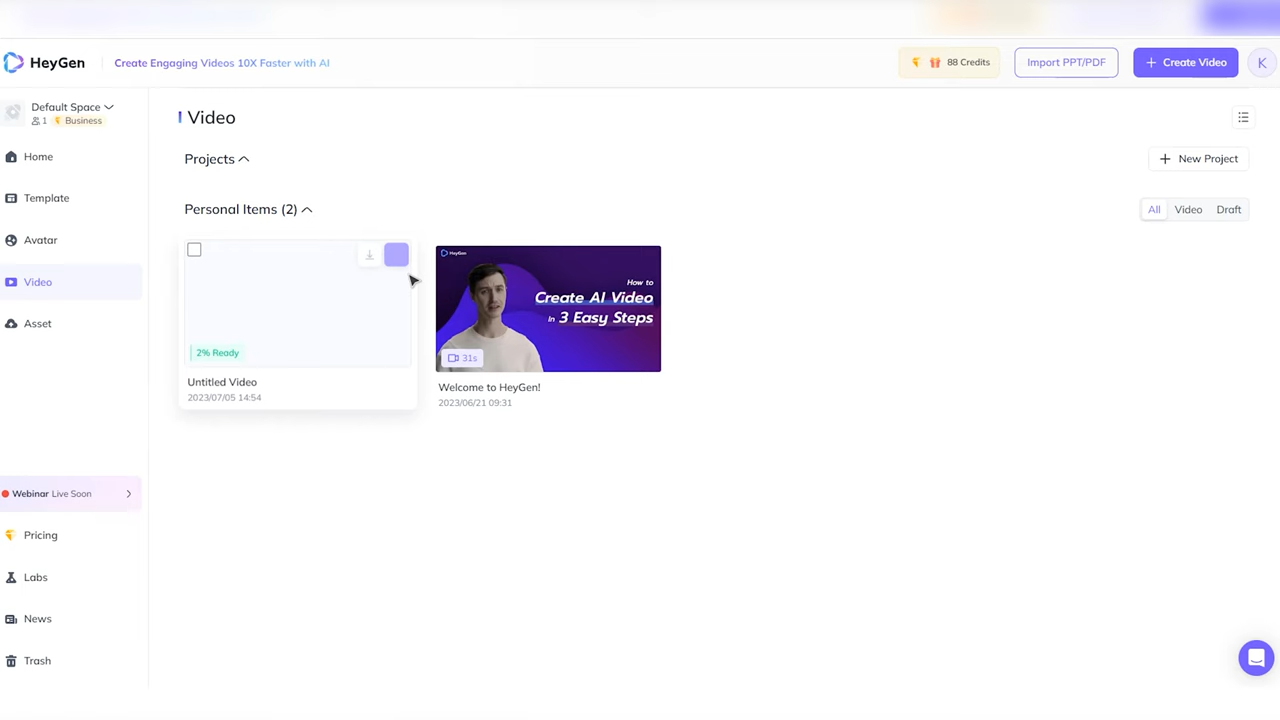 HeyGen
Create Engaging Videos 10X Faster with AI
88 Credits
Import PPT/PDF
+ Create Video
K
Default Space
1 Business
Home
Template
Avatar
Video
Asset
Webinar Live Soon
Pricing
Labs
News
Trash
Video
Projects
+ New Project
Personal Items (2)
All Video Draft
2% Ready
Untitled Video
2023/07/05 14:54
HeyGen
How to
Create AI Video
in 3 Easy Steps
31s
Welcome to HeyGen!
2023/06/21 09:31